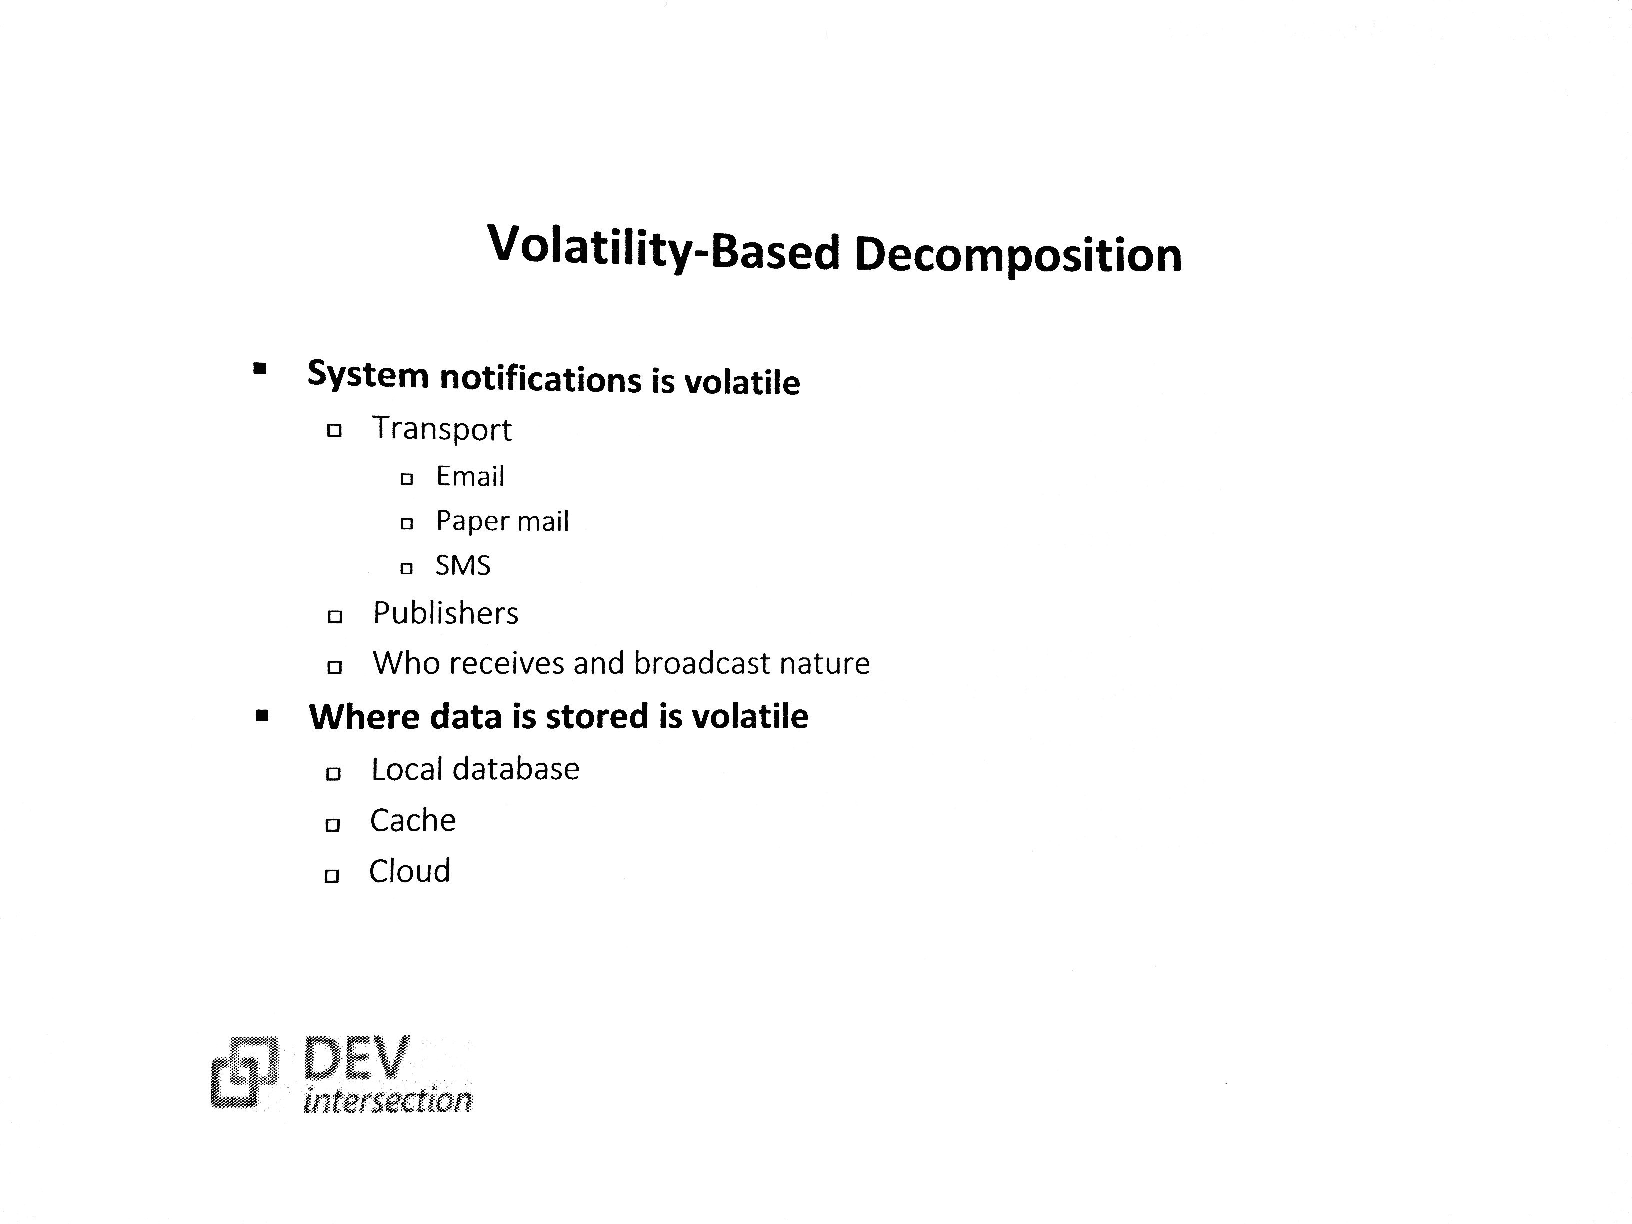 Volatility-Based Decomposition
System notifications is volatile
Transport
Email
Paper mail
SMS
Publishers
Who receives and broadcast nature
Where data is stored is volatile
Local database
Cache
Cloud
DEV
intersection